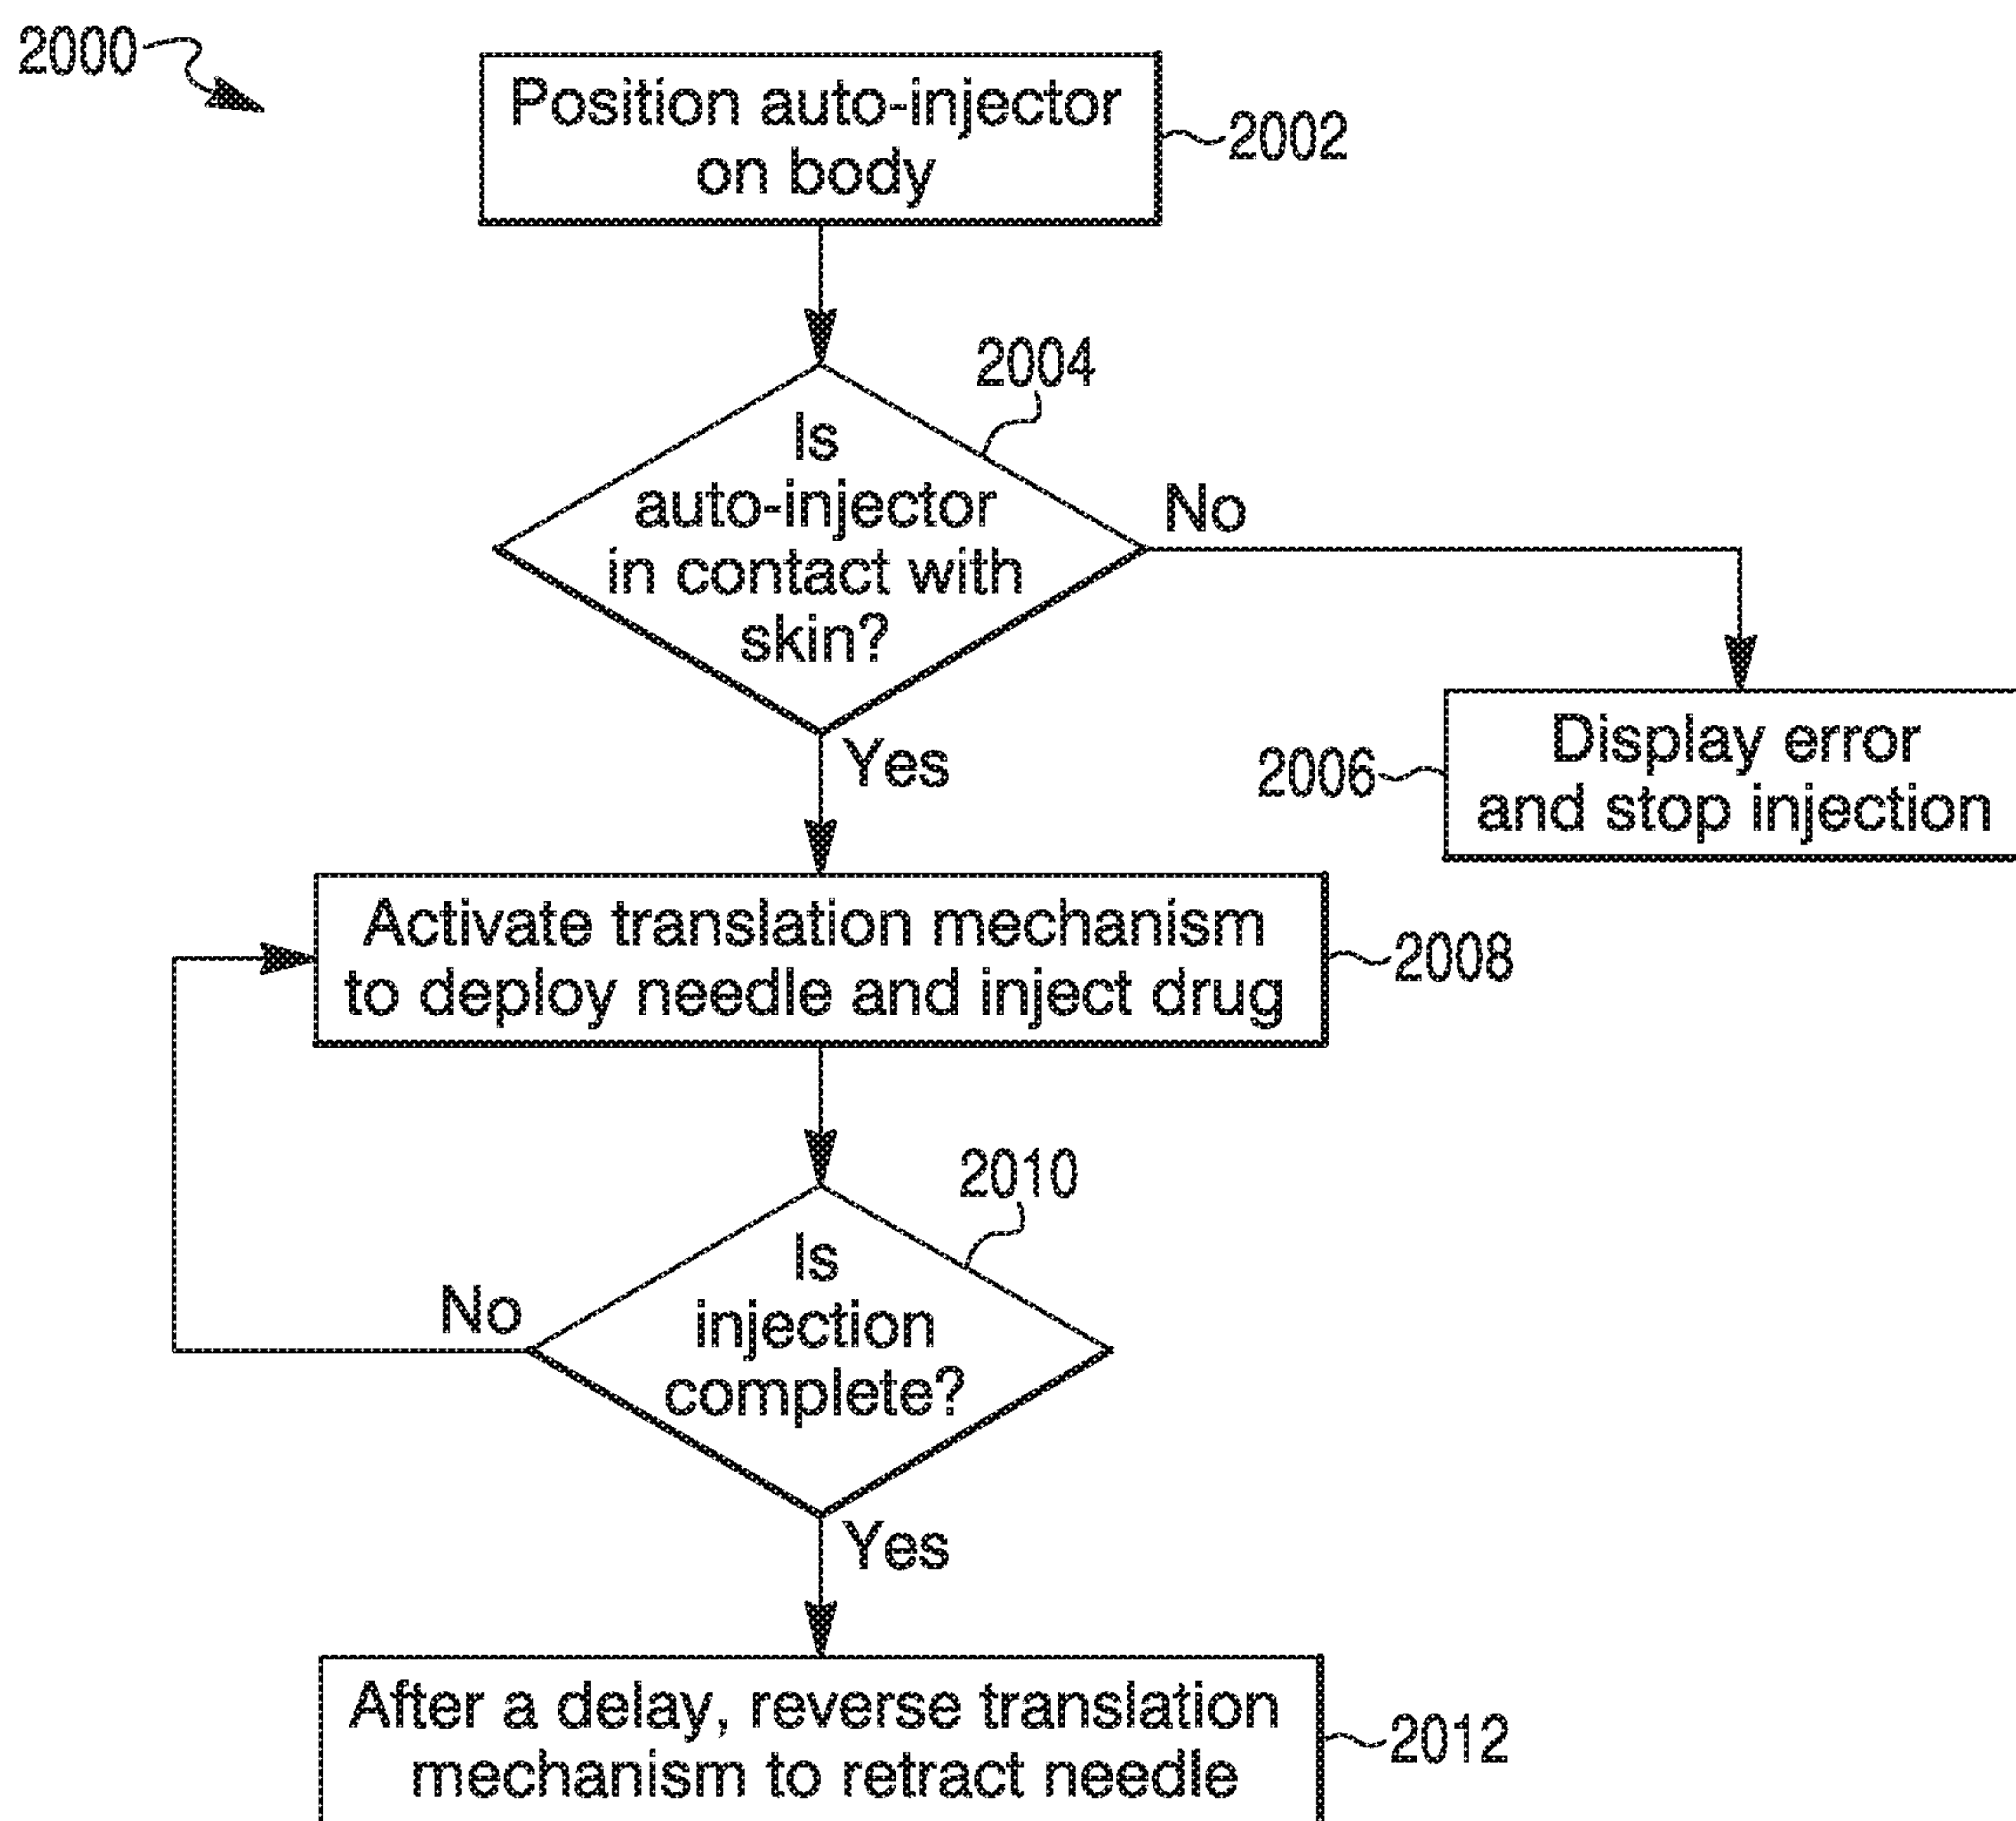 2000
Position auto-injector
on body
2002
2004
Is
auto-injector
in contact with
skin?
No
Yes
2006
Display error
and stop injection
Activate translation mechanism
to deploy needle and inject drug
2008
2010
Is
injection
complete?
No
Yes
After a delay, reverse translation
mechanism to retract needle
2012